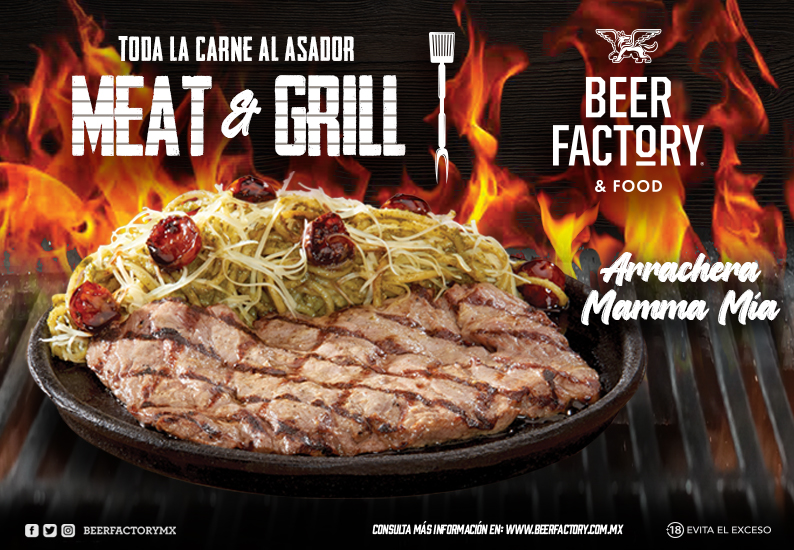 TODA LA CARNE AL ASADOR
MEAT & GRILL
BEER
FACTORY®
& FOOD
Arrachera
Mamma Mía
BEERFACTORYMX
CONSULTA MÁS INFORMACIÓN EN: WWW.BEERFACTORY.COM.MX
18 EVITA EL EXCESO